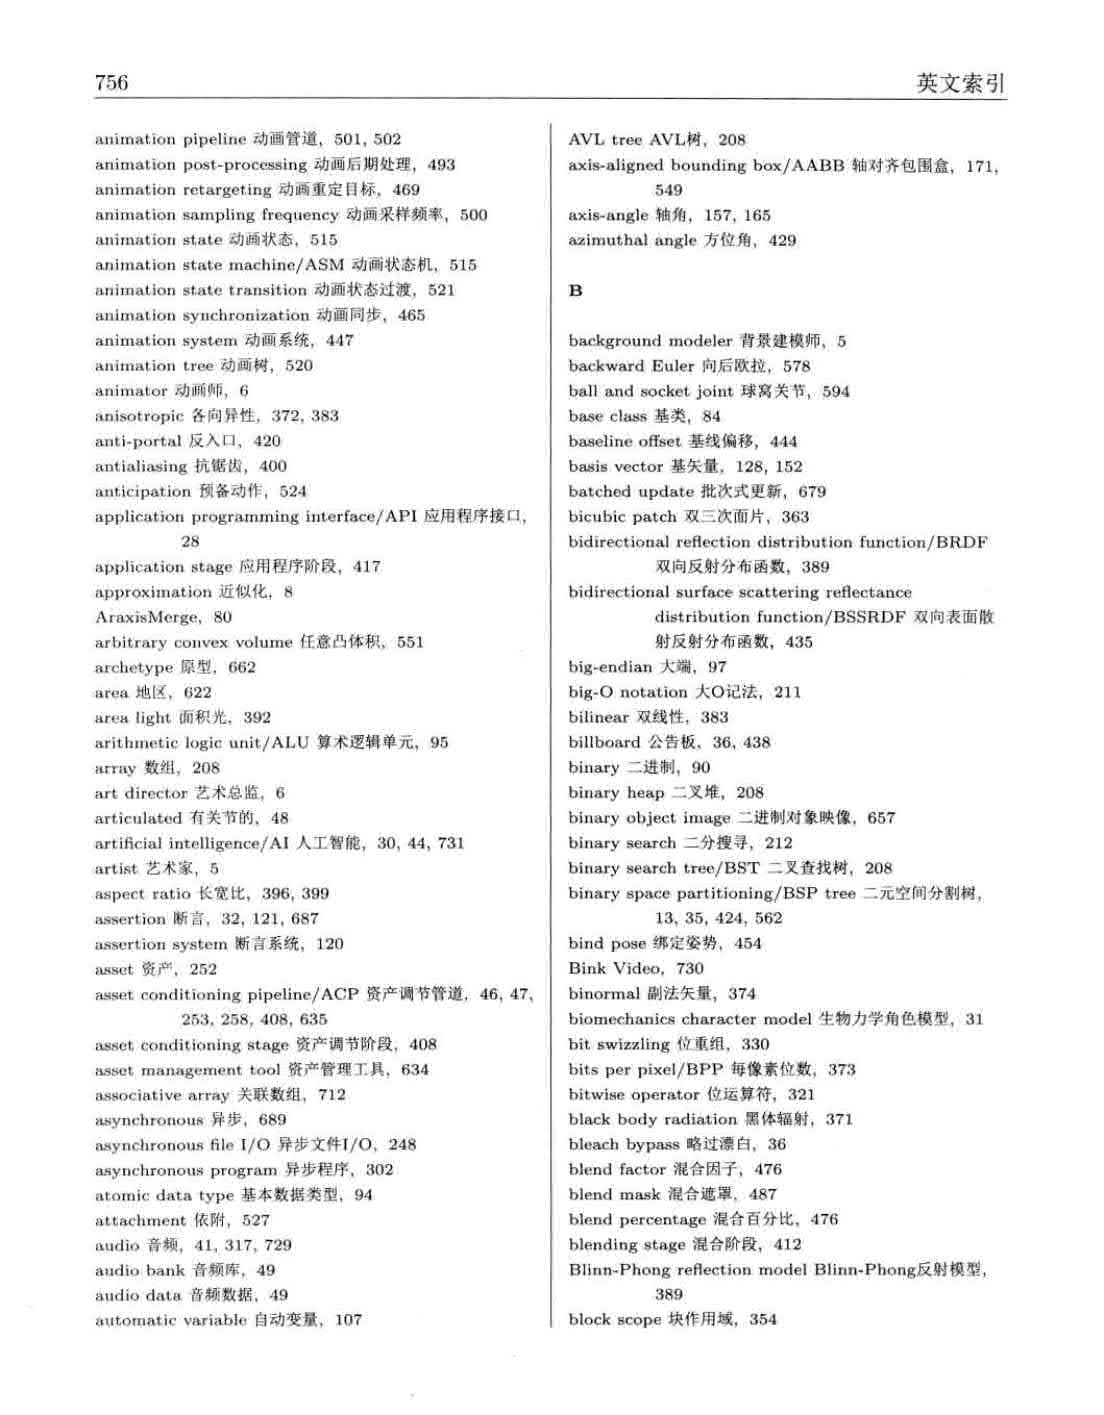 756
英文索引
animation pipeline 动画管道, 501, 502
animation post-processing 动画后期处理, 493
animation retargeting 动画重定目标, 469
animation sampling frequency 动画采样频率, 500
animation state 动画状态, 515
animation state machine/ASM 动画状态机, 515
animation state transition 动画状态过渡, 521
animation synchronization 动画同步, 465
animation system 动画系统, 447
animation tree 动画树, 520
animator 动画师, 6
anisotropic 各向异性, 372, 383
anti-portal 反入口, 420
antialiasing 抗锯齿, 400
anticipation 预备动作, 524
application programming interface/API 应用程序接口,
28
application stage 应用程序阶段, 417
approximation 近似化, 8
AraxisMerge, 80
arbitrary convex volume 任意凸体积, 551
archetype 原型, 662
area 地区, 622
area light 面积光, 392
arithmetic logic unit/ALU 算术逻辑单元, 95
array 数组, 208
art director 艺术总监, 6
articulated 有关节的, 48
artificial intelligence/AI 人工智能, 30, 44, 731
artist 艺术家, 5
aspect ratio 长宽比, 396, 399
assertion 断言, 32, 121, 687
assertion system 断言系统, 120
asset 资产, 252
asset conditioning pipeline/ACP 资产调节管道, 46, 47,
253, 258, 408, 635
asset conditioning stage 资产调节阶段, 408
asset management tool 资产管理工具, 634
associative array 关联数组, 712
asynchronous 异步, 689
asynchronous file I/O 异步文件I/O, 248
asynchronous program 异步程序, 302
atomic data type 基本数据类型, 94
attachment 依附, 527
audio 音频, 41, 317, 729
audio bank 音频库, 49
audio data 音频数据, 49
automatic variable 自动变量, 107
AVL tree AVL树, 208
axis-aligned bounding box/AABB 轴对齐包围盒, 171,
549
axis-angle 轴角, 157, 165
azimuthal angle 方位角, 429
B
background modeler 背景建模师, 5
backward Euler 向后欧拉, 578
ball and socket joint 球窝关节, 594
base class 基类, 84
baseline offset 基线偏移, 444
basis vector 基矢量, 128, 152
batched update 批次式更新, 679
bicubic patch 双三次面片, 363
bidirectional reflection distribution function/BRDF
双向反射分布函数, 389
bidirectional surface scattering reflectance
distribution function/BSSRDF 双向表面散
射反射分布函数, 435
big-endian 大端, 97
big-O notation 大O记法, 211
bilinear 双线性, 383
billboard 公告板, 36, 438
binary 二进制, 90
binary heap 二叉堆, 208
binary object image 二进制对象映像, 657
binary search 二分搜寻, 212
binary search tree/BST 二叉查找树, 208
binary space partitioning/BSP tree 二元空间分割树,
13, 35, 424, 562
bind pose 绑定姿势, 454
Bink Video, 730
binormal 副法矢量, 374
biomechanics character model 生物力学角色模型, 31
bit swizzling 位重组, 330
bits per pixel/BPP 每像素位数, 373
bitwise operator 位运算符, 321
black body radiation 黑体辐射, 371
bleach bypass 略过漂白, 36
blend factor 混合因子, 476
blend mask 混合遮罩, 487
blend percentage 混合百分比, 476
blending stage 混合阶段, 412
Blinn-Phong reflection model Blinn-Phong反射模型,
389
block scope 块作用域, 354